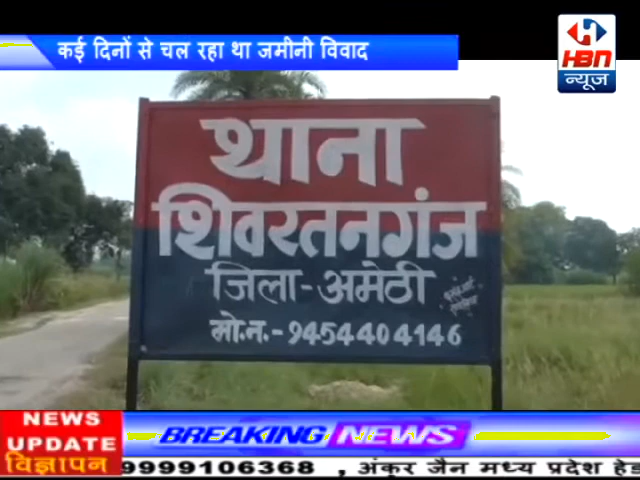 कई दिनों से चल रहा था जमीनी विवाद
HBN
न्यूज
थाना
शिवरतनगंज
जिला-अमेठी
मो.न.-9454404146
NEWS
UPDATE
BREAKING NEWS
विज्ञापन
9999106368 , अंकुर जैन मध्य प्रदेश हेड